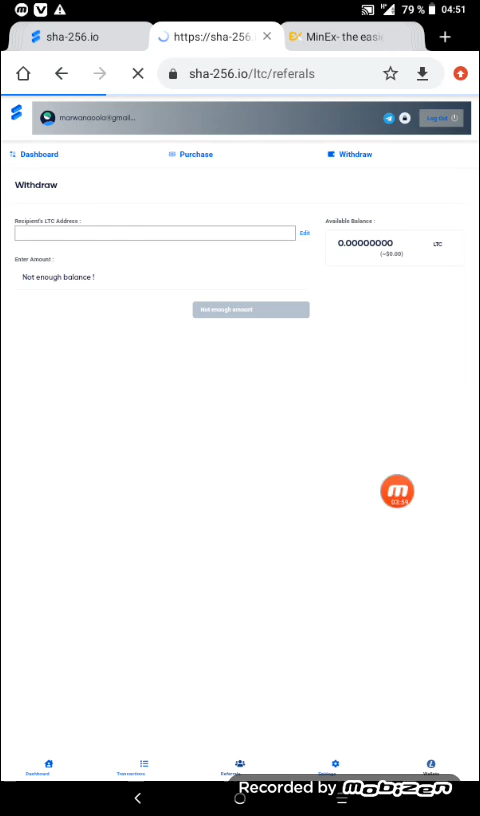 79 % 04:51
sha-256.io
https://sha-256.
MinEx- the easie
sha-256.io/ltc/referals
marwanaoola@gmail...
Log Out
Dashboard
Purchase
Withdraw
Withdraw
Recipient's LTC Address :
Edit
Enter Amount :
Not enough balance !
Not enough amount
Available Balance :
0.00000000 LTC
(~$0.00)
03:54
Dashboard
Transactions
Referrals
Settings
Wallets
Recorded by mobizen